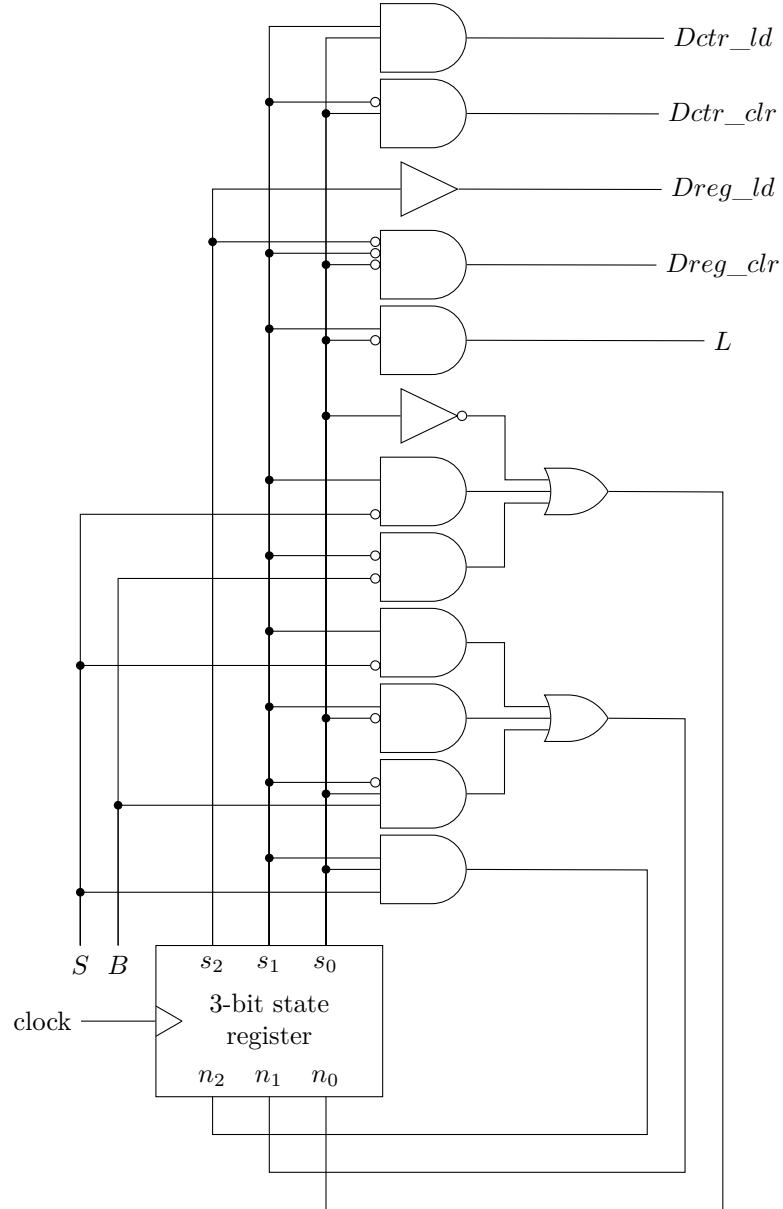 Dctr_ld
Dctr_clr
Dreg_ld
Dreg_clr
L
S B s₂ s₁ s₀
3-bit state
clock
register
n₂ n₁ n₀